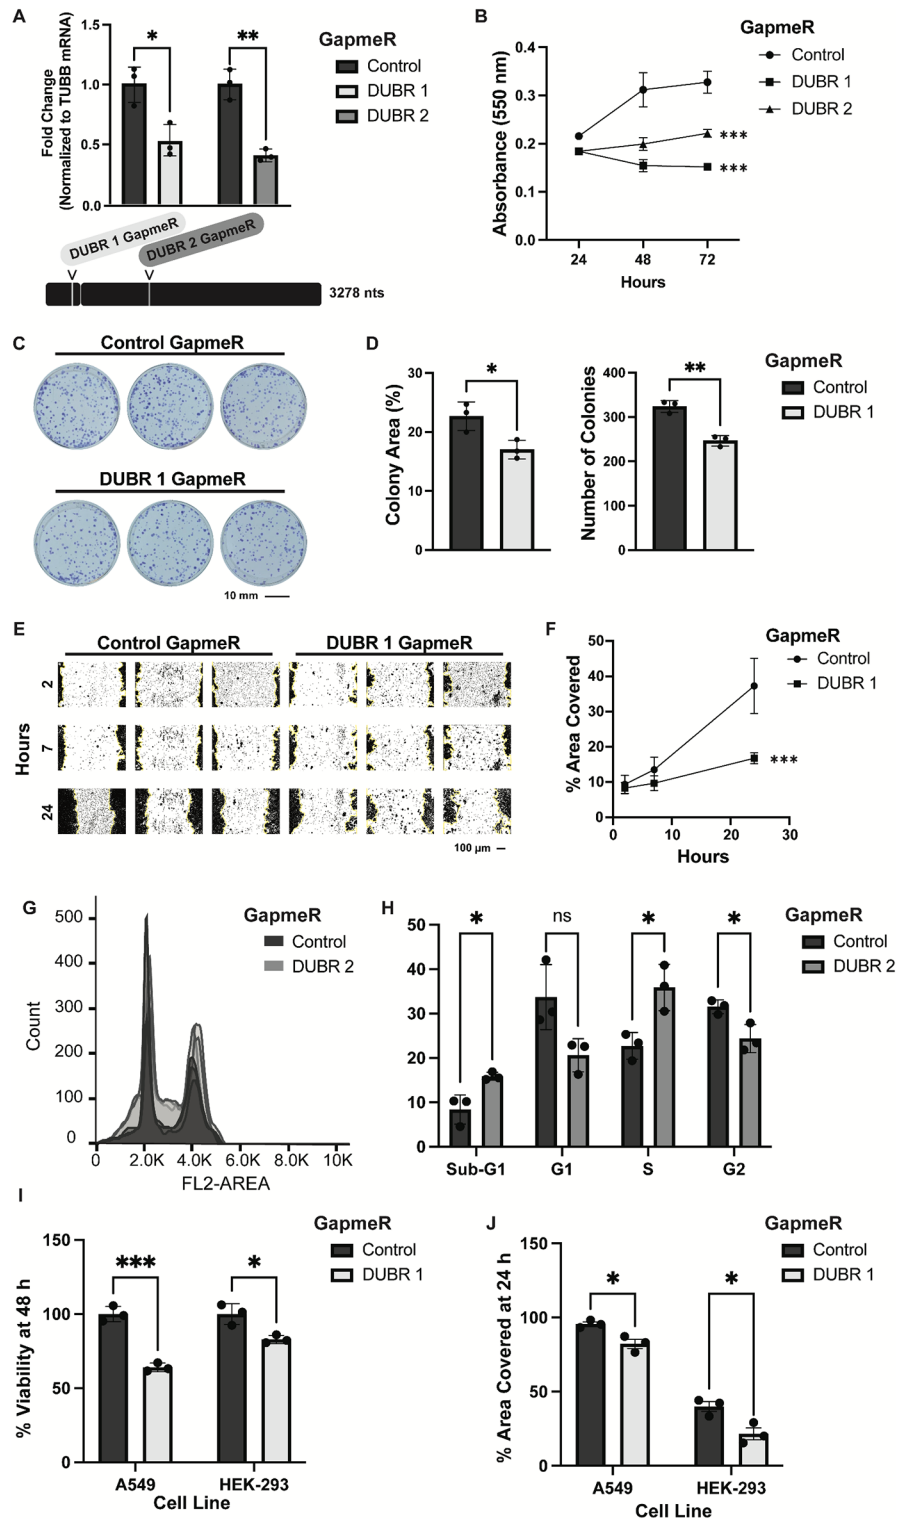 A
Fold Change
(Normalized to TUBB mRNA)
1.5
1.0
0.5
0.0
*
**
GapmeR
Control
DUBR 1
DUBR 2
DUBR 1 GapmeR
DUBR 2 GapmeR
3278 nts
B
Absorbance (550 nm)
0.4
0.3
0.2
0.1
0.0
24
48
72
Hours
***
***
GapmeR
Control
DUBR 1
DUBR 2
C
Control GapmeR
DUBR 1 GapmeR
10 mm
D
Colony Area (%)
30
20
10
0
*
Number of Colonies
400
300
200
100
0
**
GapmeR
Control
DUBR 1
E
Control GapmeR
DUBR 1 GapmeR
Hours
2
7
24
100 µm
F
% Area Covered
50
40
30
20
10
0
0
10
20
30
Hours
***
GapmeR
Control
DUBR 1
G
Count
500
400
300
200
100
0
0
2.0K
4.0K
6.0K
8.0K
10K
FL2-AREA
GapmeR
Control
DUBR 2
H
50
40
30
20
10
0
*
ns
*
*
Sub-G1
G1
S
G2
GapmeR
Control
DUBR 2
I
% Viability at 48 h
150
100
50
0
***
*
A549
HEK-293
Cell Line
GapmeR
Control
DUBR 1
J
% Area Covered at 24 h
150
100
50
0
*
*
A549
HEK-293
Cell Line
GapmeR
Control
DUBR 1